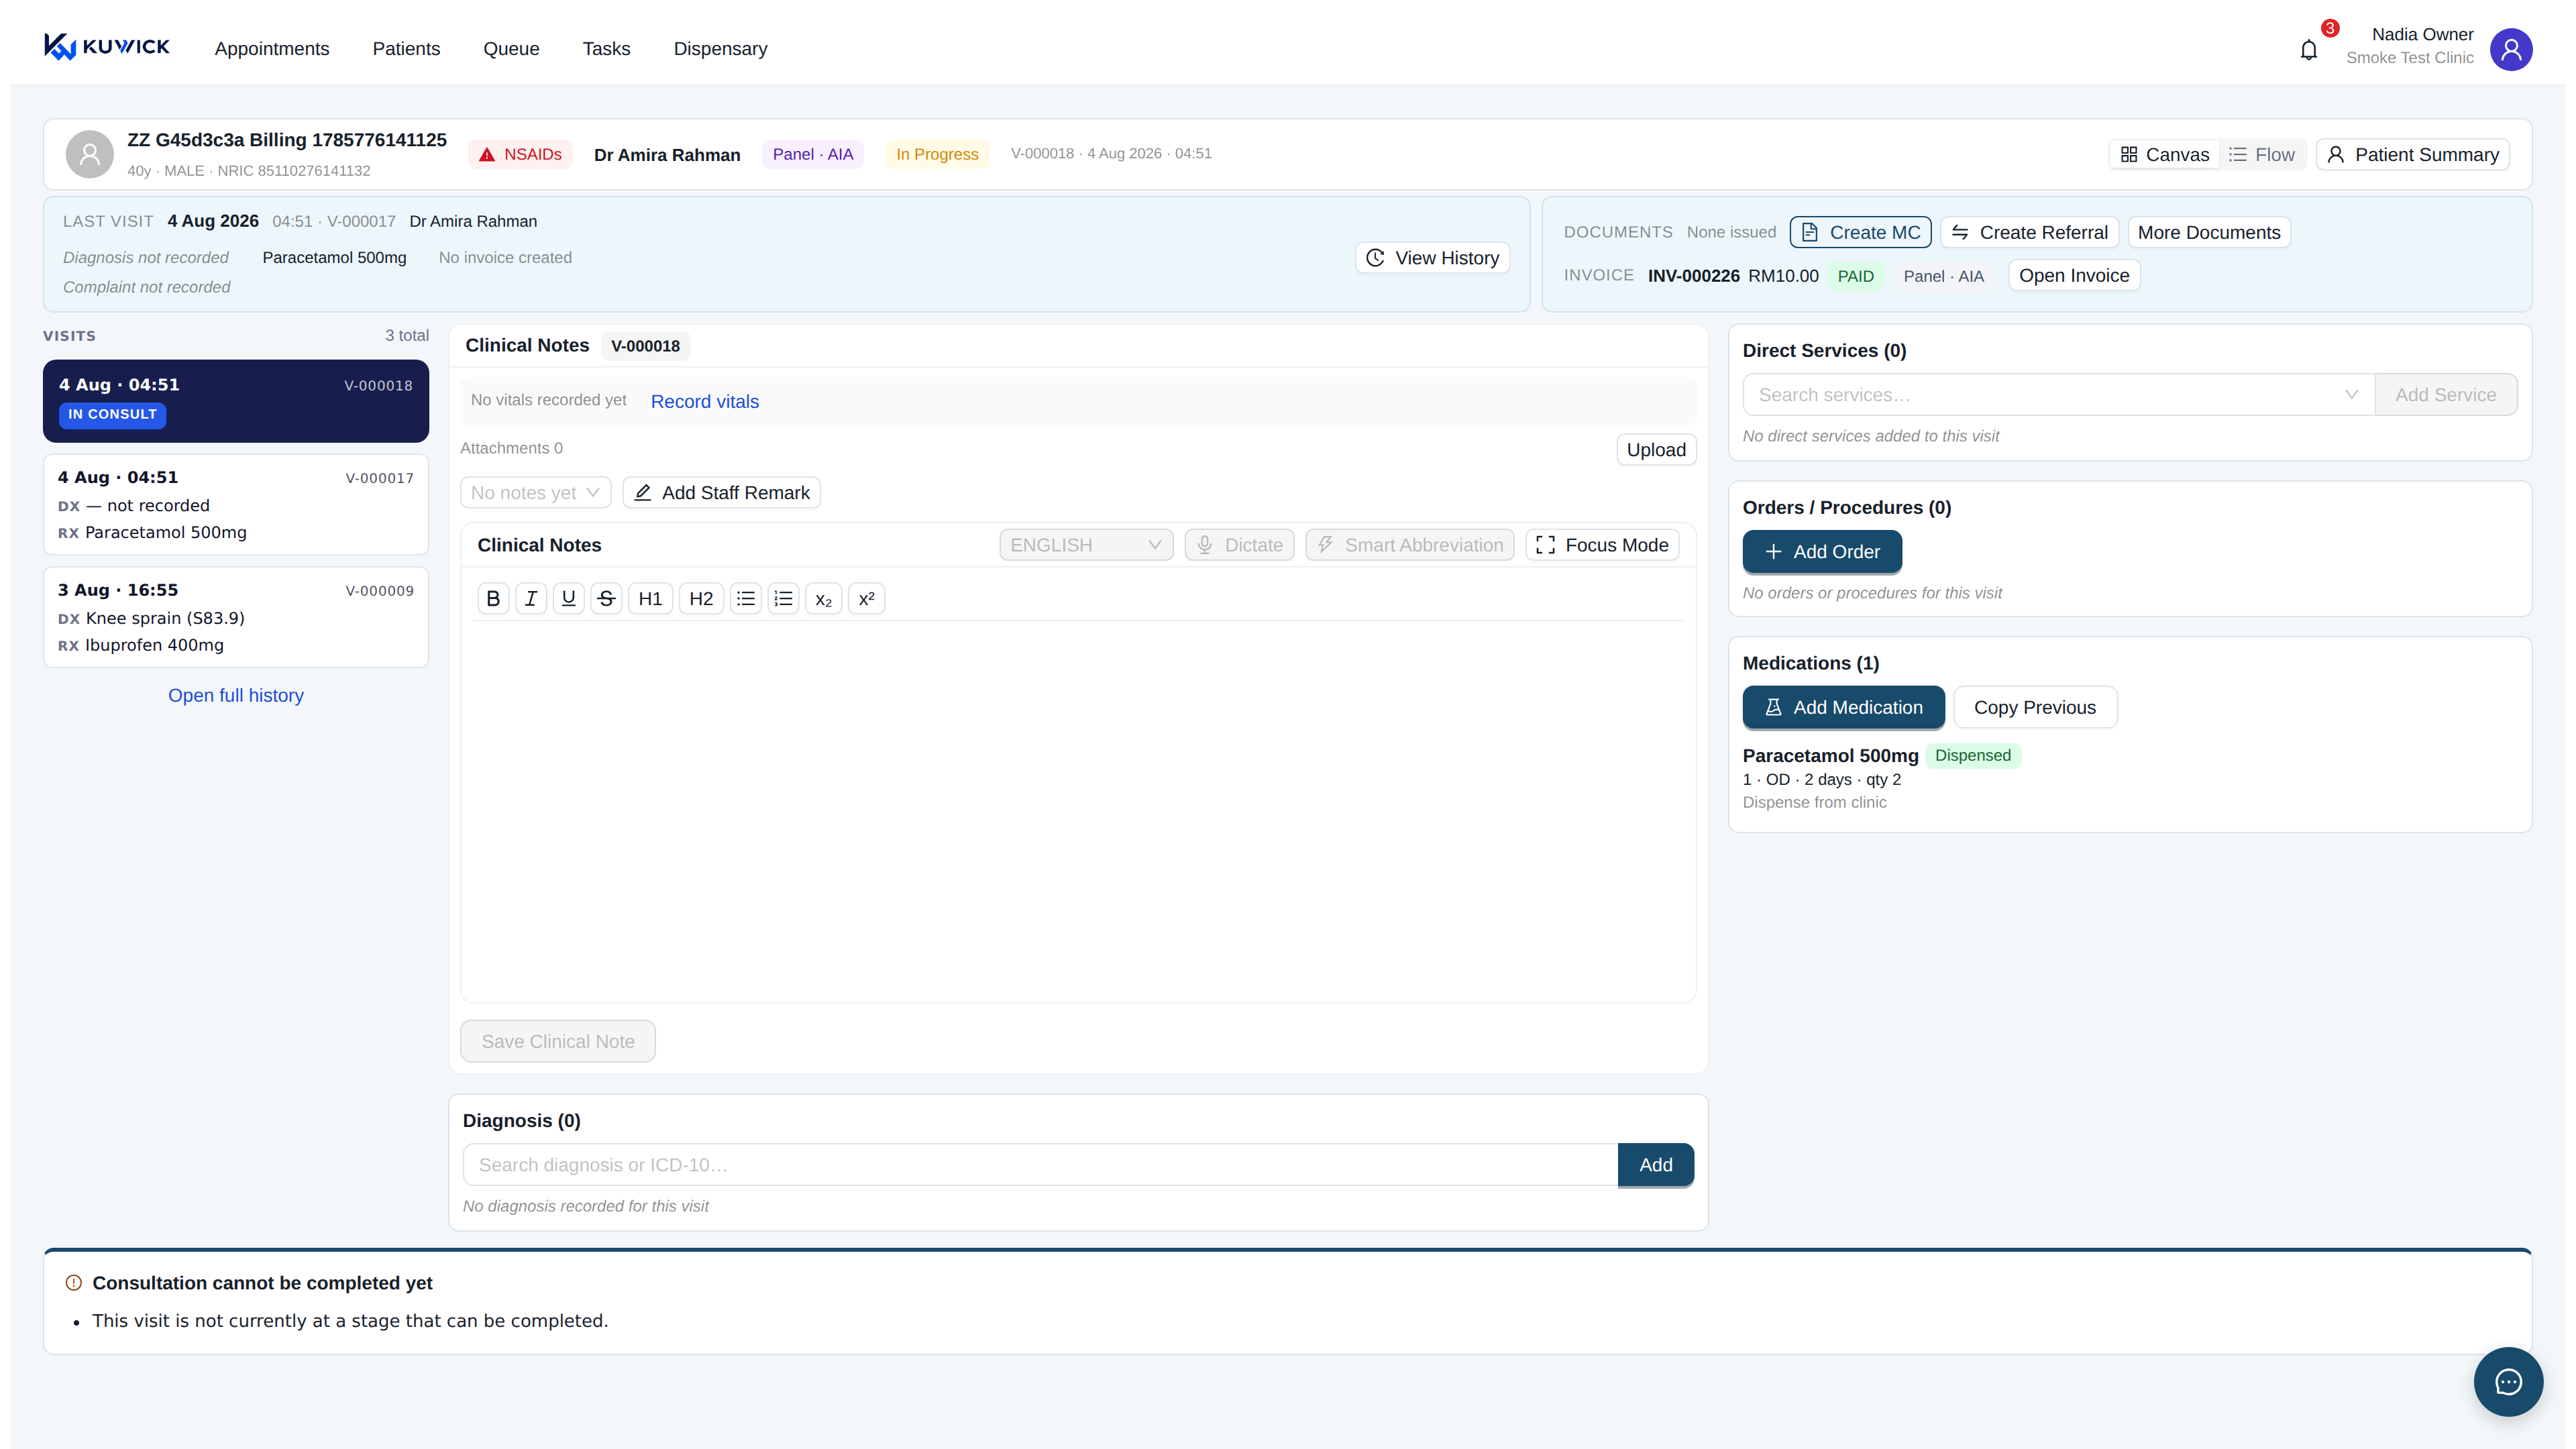 KUWICK
Appointments
Patients
Queue
Tasks
Dispensary
3
Nadia Owner
Smoke Test Clinic
ZZ G45d3c3a Billing 1785776141125
40y · MALE · NRIC 85110276141132
NSAIDs
Dr Amira Rahman
Panel · AIA
In Progress
V-000018 · 4 Aug 2026 · 04:51
Canvas
Flow
Patient Summary
LAST VISIT 4 Aug 2026 04:51 · V-000017 Dr Amira Rahman
Diagnosis not recorded Paracetamol 500mg No invoice created
Complaint not recorded
View History
DOCUMENTS None issued Create MC Create Referral More Documents
INVOICE INV-000226 RM10.00 PAID Panel · AIA Open Invoice
VISITS 3 total
4 Aug · 04:51 V-000018
IN CONSULT
4 Aug · 04:51 V-000017
DX — not recorded
RX Paracetamol 500mg
3 Aug · 16:55 V-000009
DX Knee sprain (S83.9)
RX Ibuprofen 400mg
Open full history
Clinical Notes V-000018
No vitals recorded yet Record vitals
Attachments 0 Upload
No notes yet Add Staff Remark
Clinical Notes ENGLISH Dictate Smart Abbreviation Focus Mode
B I U S H1 H2 x₂ x²
Save Clinical Note
Diagnosis (0)
Search diagnosis or ICD-10… Add
No diagnosis recorded for this visit
Direct Services (0)
Search services… Add Service
No direct services added to this visit
Orders / Procedures (0)
Add Order
No orders or procedures for this visit
Medications (1)
Add Medication Copy Previous
Paracetamol 500mg Dispensed
1 · OD · 2 days · qty 2
Dispense from clinic
Consultation cannot be completed yet
• This visit is not currently at a stage that can be completed.